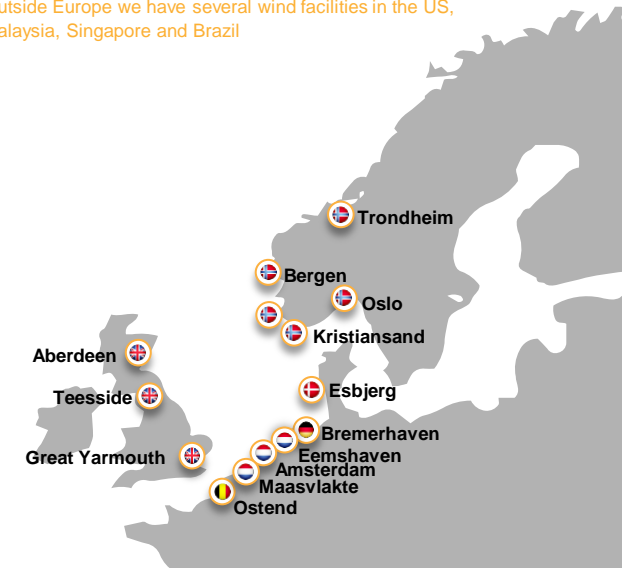 utside Europe we have several wind facilities in the US,
alaysia, Singapore and Brazil
Trondheim
Bergen
Oslo
Kristiansand
Aberdeen
Esbjerg
Teesside
Bremerhaven
Eemshaven
Great Yarmouth
Amsterdam
Maasvlakte
Ostend